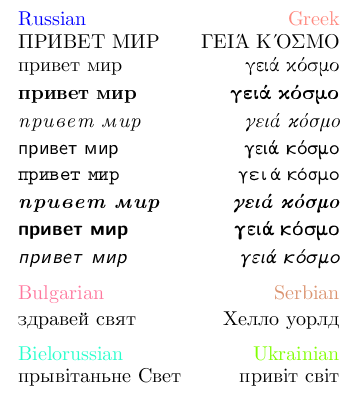 Russian Greek
ПРИВЕТ МИР ΓΕΙΆ ΚΌΣΜΟ
привет мир γειά κόσμο
привет мир γειά κόσμο
привет мир γειά κόσμο
привет мир γειά κόσμο
привет мир γειά κόσμο
привет мир γειά κόσμο
привет мир γειά κόσμο
привет мир γειά κόσμο
Bulgarian Serbian
здравей свят Хелло уорлд
Bielorussian Ukrainian
прывітаньне Свет привіт світ